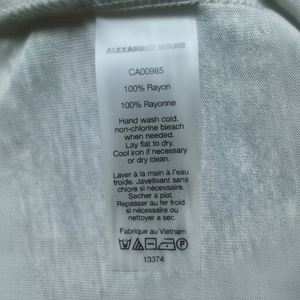 ALEXANDER WANG
CA00985
100% Rayon
100% Rayonne
Hand wash cold.
non-chlorine bleach
when needed.
Lay flat to dry.
Cool iron if necessary
or dry clean.
Laver à la main à l'eau
froide. Javellisant sans
chlore si nécessaire.
Secher a plat.
Repasser au fer froid
si nécessaire ou
nettoyer a sec.
Fabrique au Vietnam
13374